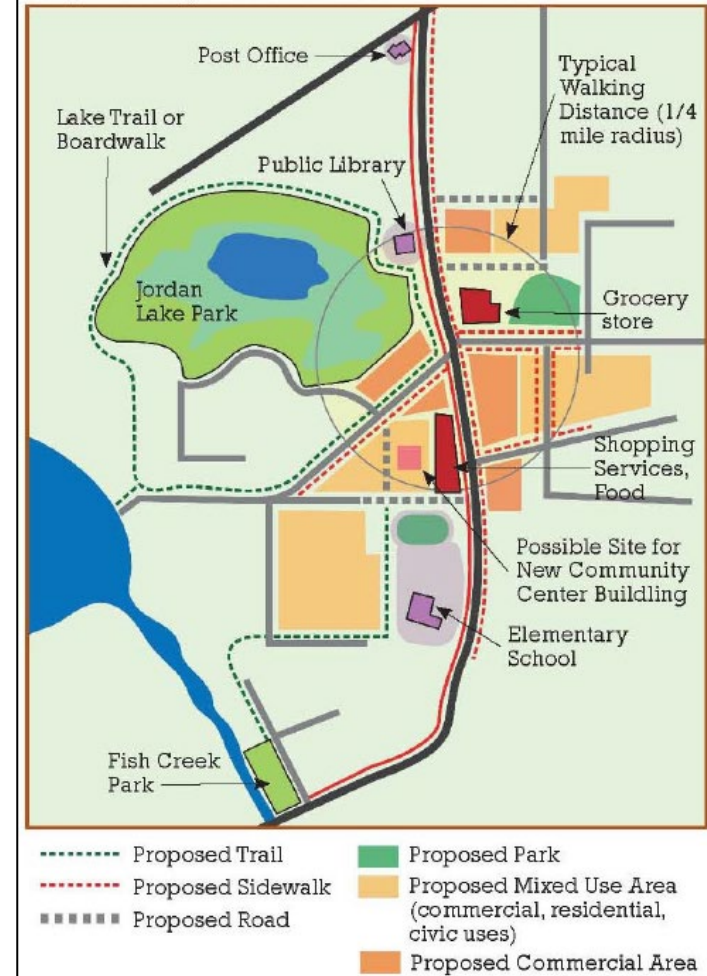 Post Office
Typical
Walking
Distance (1/4
mile radius)
Lake Trail or
Boardwalk
Public Library
Jordan
Lake Park
Grocery
store
Shopping
Services,
Food
Possible Site for
New Community
Center Buildling
Elementary
School
Fish Creek
Park
Proposed Trail
Proposed Sidewalk
Proposed Road
Proposed Park
Proposed Mixed Use Area
(commercial, residential,
civic uses)
Proposed Commercial Area